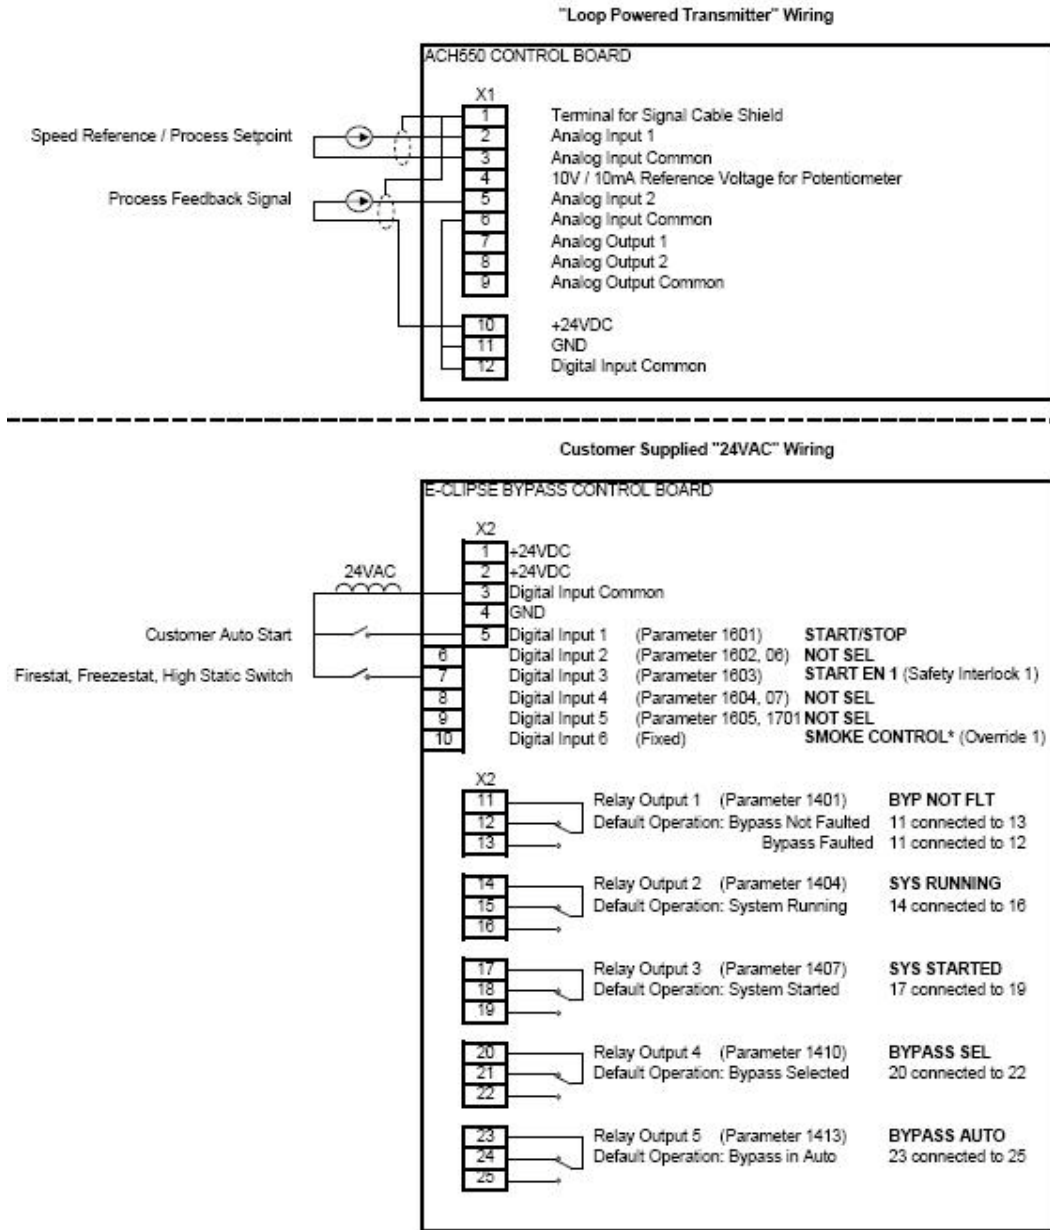 "Loop Powered Transmitter" Wiring
ACH550 CONTROL BOARD
X1
1 Terminal for Signal Cable Shield
Speed Reference / Process Setpoint 2 Analog Input 1
3 Analog Input Common
4 10V / 10mA Reference Voltage for Potentiometer
Process Feedback Signal 5 Analog Input 2
6 Analog Input Common
7 Analog Output 1
8 Analog Output 2
9 Analog Output Common
10 +24VDC
11 GND
12 Digital Input Common
Customer Supplied "24VAC" Wiring
E-CLIPSE BYPASS CONTROL BOARD
X2
1 +24VDC
24VAC 2 +24VDC
3 Digital Input Common
4 GND
Customer Auto Start 5 Digital Input 1 (Parameter 1601) START/STOP
6 Digital Input 2 (Parameter 1602, 06) NOT SEL
Firestat, Freezestat, High Static Switch 7 Digital Input 3 (Parameter 1603) START EN 1 (Safety Interlock 1)
8 Digital Input 4 (Parameter 1604, 07) NOT SEL
9 Digital Input 5 (Parameter 1605, 1701 NOT SEL
10 Digital Input 6 (Fixed) SMOKE CONTROL* (Override 1)
X2
11 Relay Output 1 (Parameter 1401) BYP NOT FLT
12 Default Operation: Bypass Not Faulted 11 connected to 13
13 Bypass Faulted 11 connected to 12
14 Relay Output 2 (Parameter 1404) SYS RUNNING
15 Default Operation: System Running 14 connected to 16
16
17 Relay Output 3 (Parameter 1407) SYS STARTED
18 Default Operation: System Started 17 connected to 19
19
20 Relay Output 4 (Parameter 1410) BYPASS SEL
21 Default Operation: Bypass Selected 20 connected to 22
22
23 Relay Output 5 (Parameter 1413) BYPASS AUTO
24 Default Operation: Bypass in Auto 23 connected to 25
25